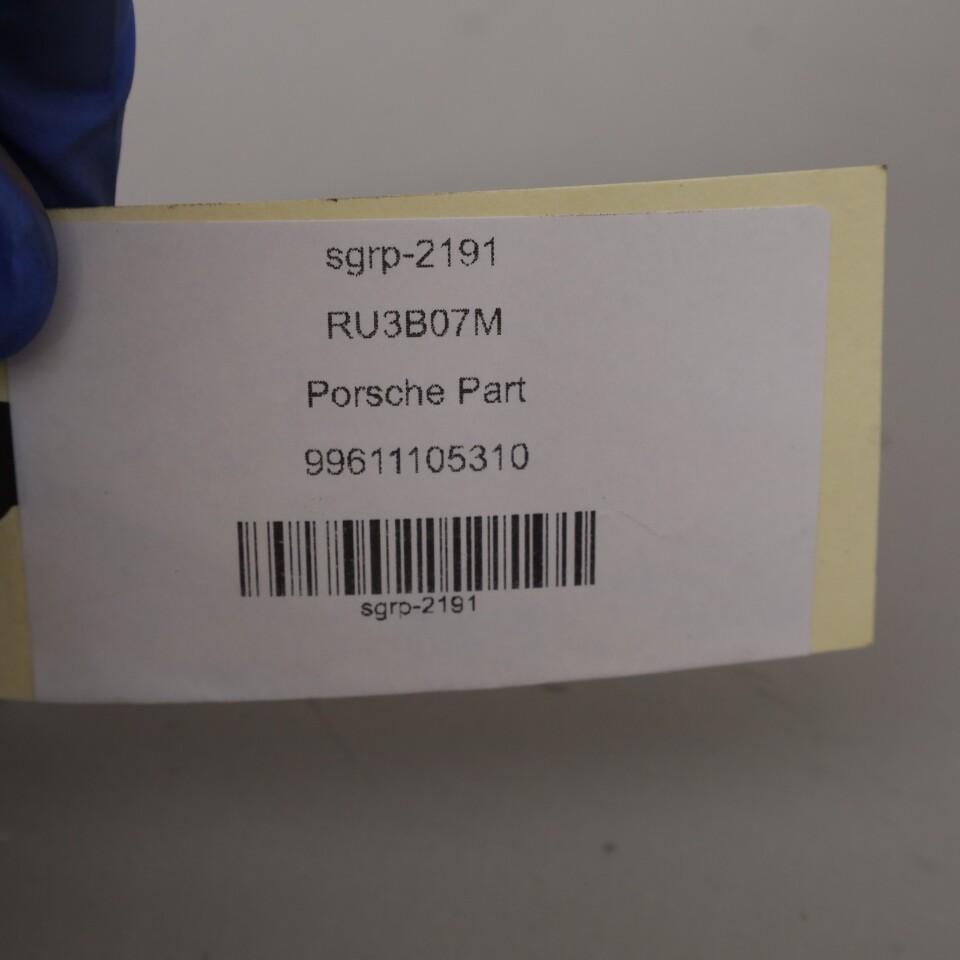 sgrp-2191
RU3B07M
Porsche Part
99611105310
sgrp-2191